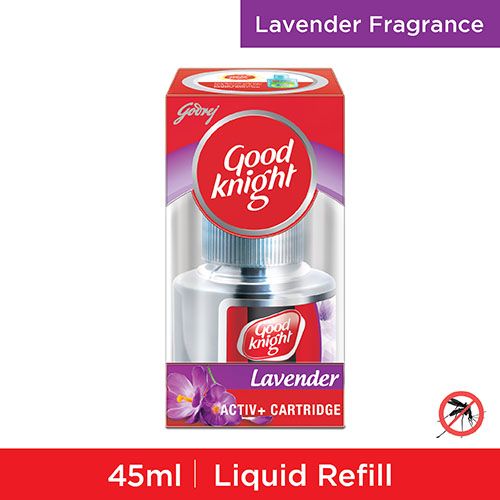 Lavender Fragrance
Godrej
Good
knight
Good
knight
Lavender
ACTIV+ CARTRIDGE
45ml | Liquid Refill